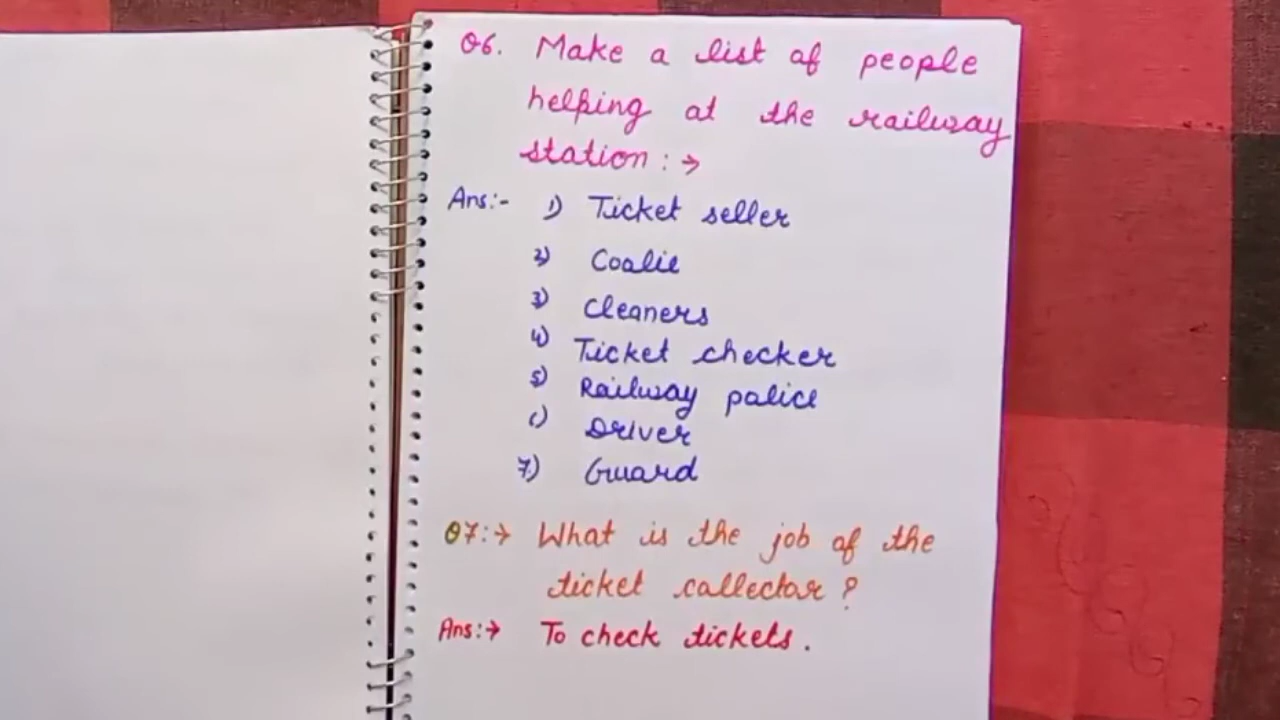 Q6. Make a list of people
helping at the railway
station : →
Ans:- 1) Ticket seller
2) Coolie
3) Cleaners
4) Ticket checker
5) Railway police
6) Driver
7) Guard
Q7:→ What is the job of the
ticket collector ?
Ans:→ To check tickets.